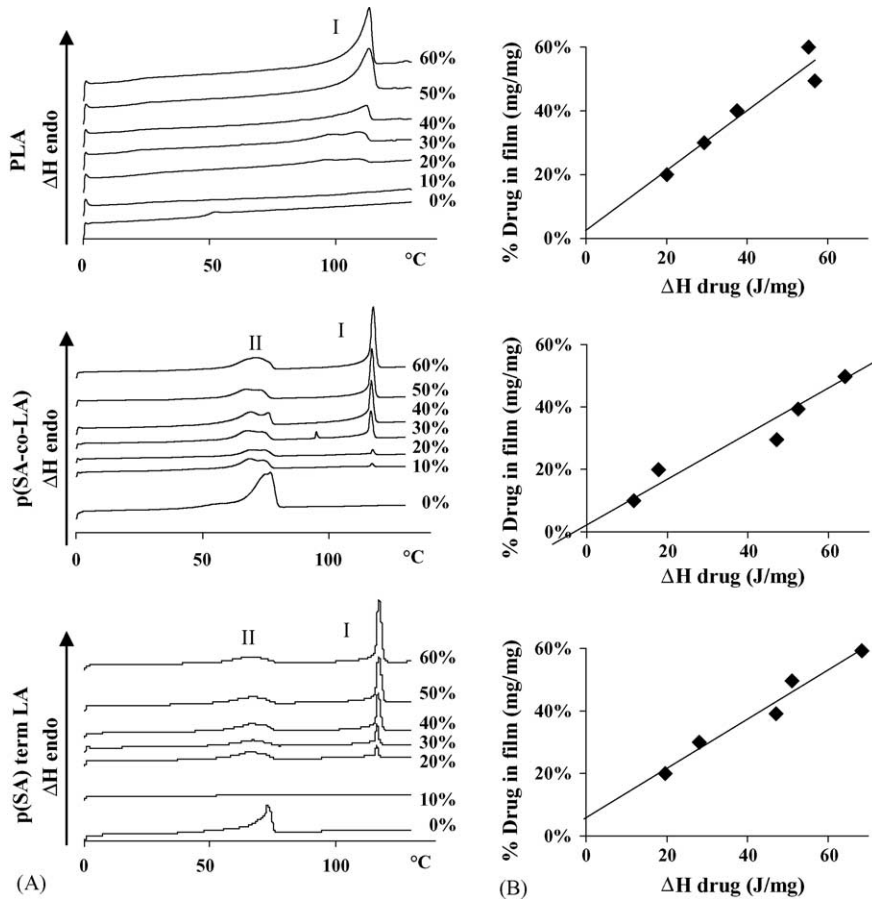 PLA
ΔH endo
I
60%
50%
40%
30%
20%
10%
0%
0
50
100
°C
% Drug in film (mg/mg)
60%
40%
20%
0%
0
20
40
60
ΔH drug (J/mg)
p(SA-co-LA)
ΔH endo
II
I
60%
50%
40%
30%
20%
10%
0%
0
50
100
°C
% Drug in film (mg/mg)
60%
40%
20%
0%
0
20
40
60
ΔH drug (J/mg)
p(SA) term LA
ΔH endo
II
I
60%
50%
40%
30%
20%
10%
0%
0
50
100
°C
% Drug in film (mg/mg)
60%
40%
20%
0%
0
20
40
60
ΔH drug (J/mg)
(A)
(B)